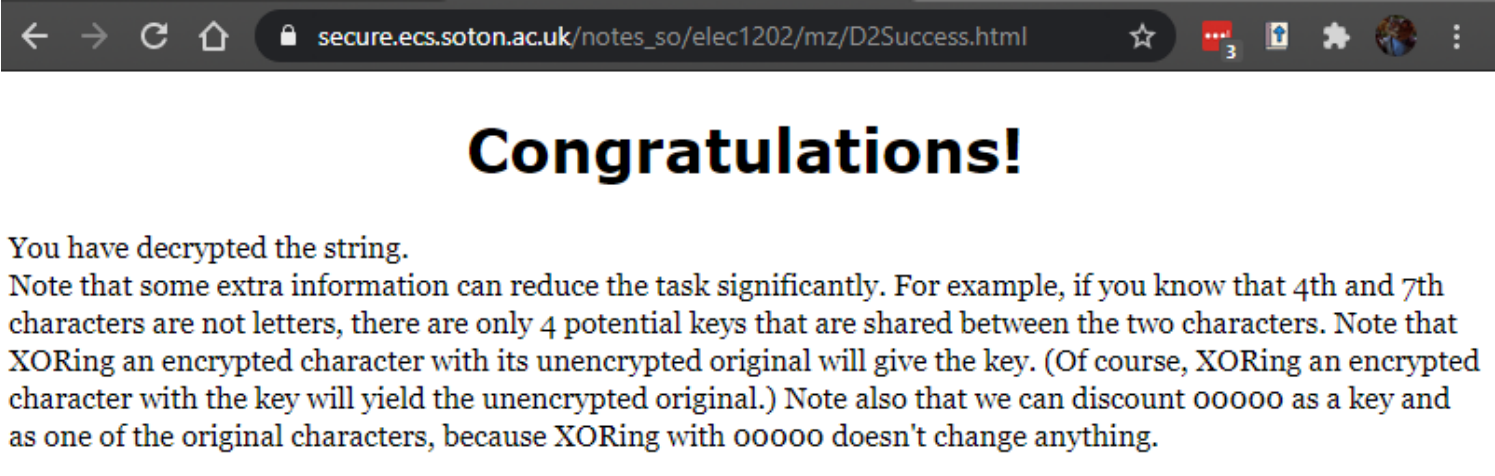 secure.ecs.soton.ac.uk/notes_so/elec1202/mz/D2Success.html
3
Congratulations!
You have decrypted the string.
Note that some extra information can reduce the task significantly. For example, if you know that 4th and 7th
characters are not letters, there are only 4 potential keys that are shared between the two characters. Note that
XORing an encrypted character with its unencrypted original will give the key. (Of course, XORing an encrypted
character with the key will yield the unencrypted original.) Note also that we can discount 00000 as a key and
as one of the original characters, because XORing with 00000 doesn't change anything.